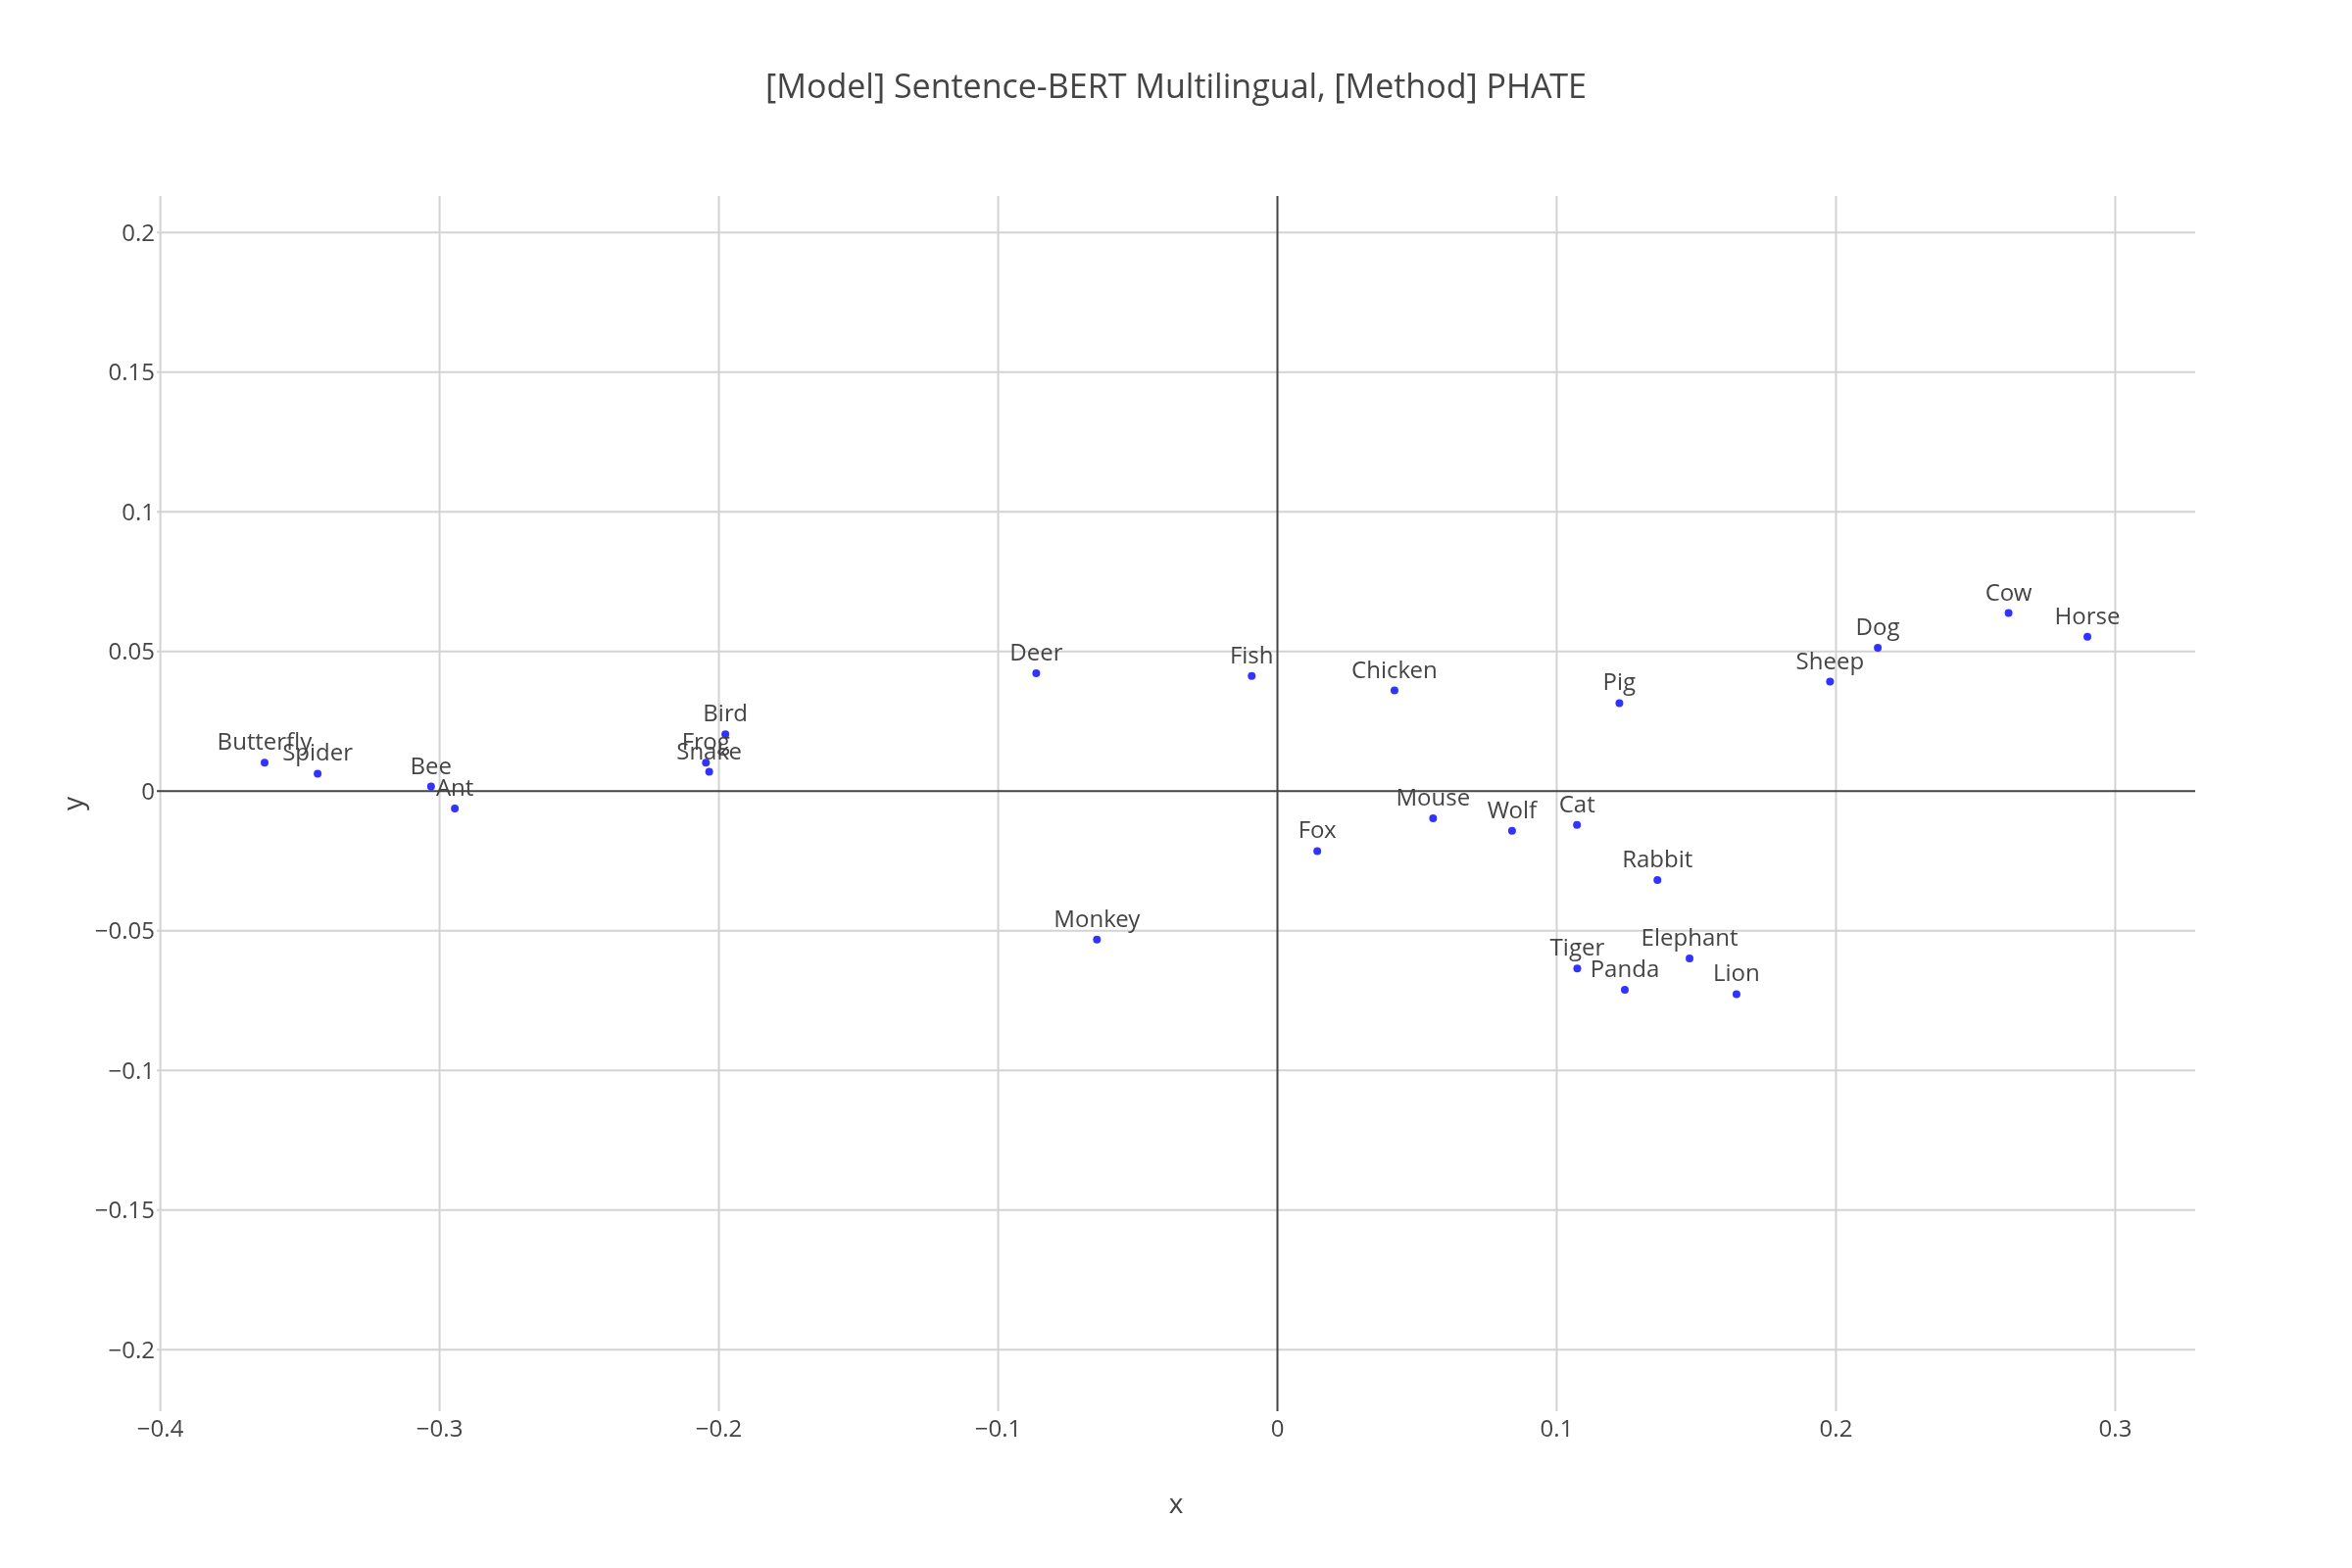 [Model] Sentence-BERT Multilingual, [Method] PHATE
0.2
0.15
0.1
0.05
0
−0.05
−0.1
−0.15
−0.2
y
Cow
Horse
Dog
Sheep
Deer
Fish
Chicken
Pig
Bird
Butterfly
Frog
Spider
Snake
Bee
Ant
Mouse
Wolf
Cat
Fox
Rabbit
Monkey
Elephant
Tiger
Panda
Lion
−0.4
−0.3
−0.2
−0.1
0
0.1
0.2
0.3
x